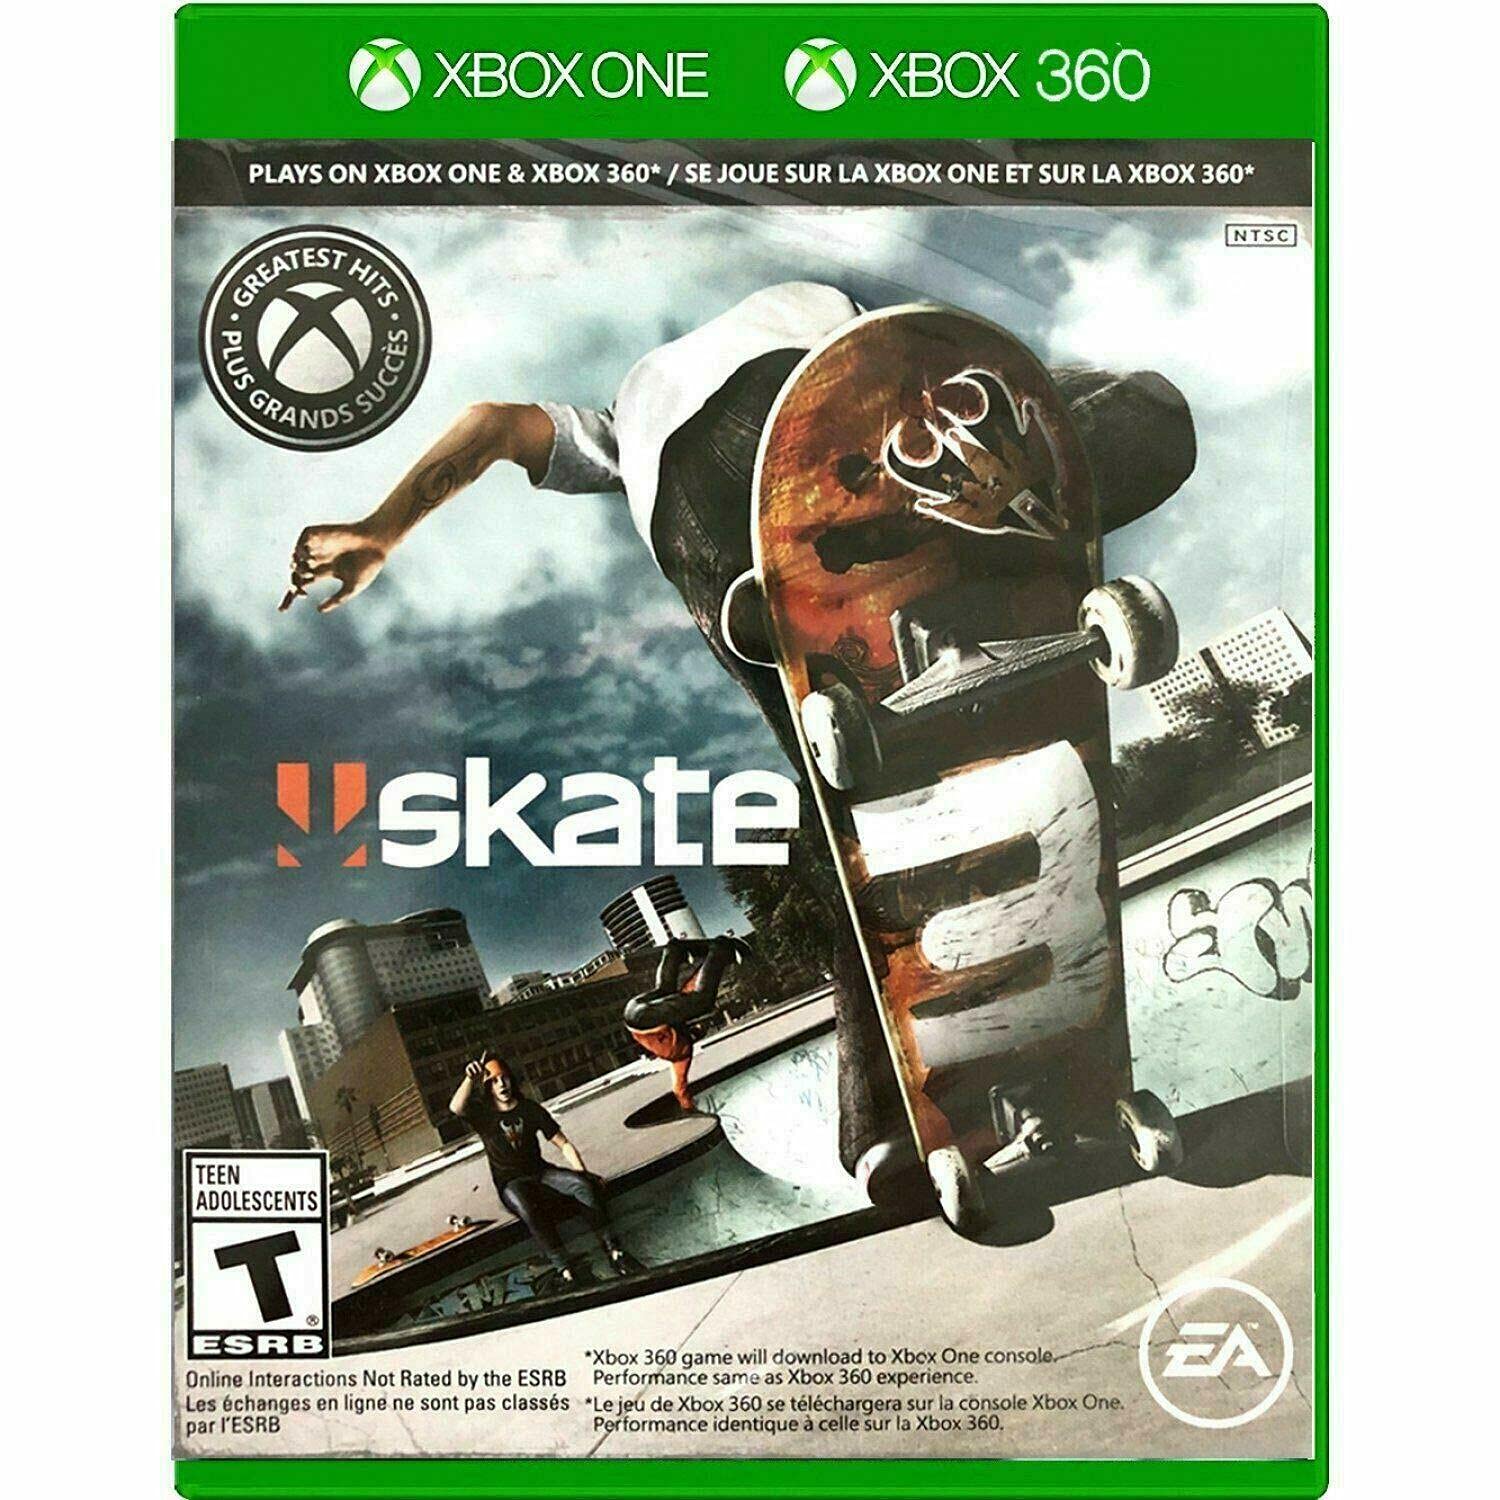 XBOX ONE XBOX 360
PLAYS ON XBOX ONE & XBOX 360* / SE JOUE SUR LA XBOX ONE ET SUR LA XBOX 360*
NTSC
· GREATEST HITS ·
PLUS GRANDS SUCCÈS
skate
3
TEEN
ADOLESCENTS
T
®
ESRB
Online Interactions Not Rated by the ESRB
Les échanges en ligne ne sont pas classés
par l'ESRB
*Xbox 360 game will download to Xbox One console.
Performance same as Xbox 360 experience.
*Le jeu de Xbox 360 se téléchargera sur la console Xbox One.
Performance identique à celle sur la Xbox 360.
EA™